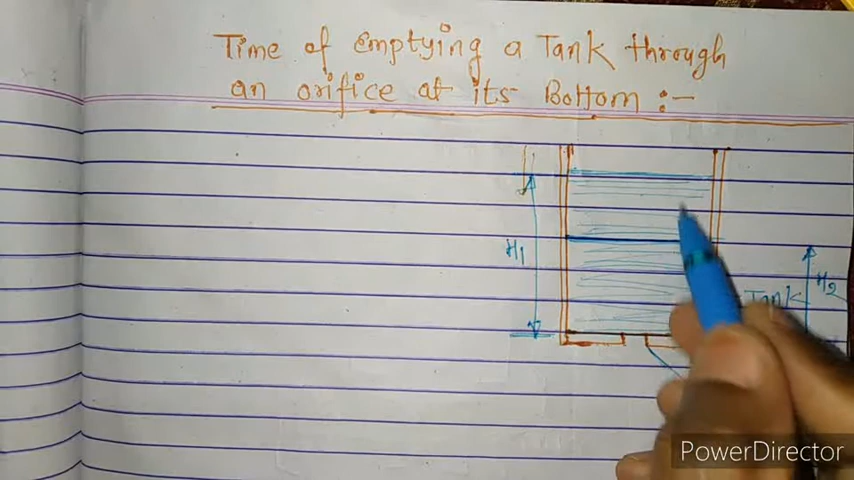 Time of emptying a Tank through
an orifice at its Bottom :-
H1
H2
Tank
PowerDirector